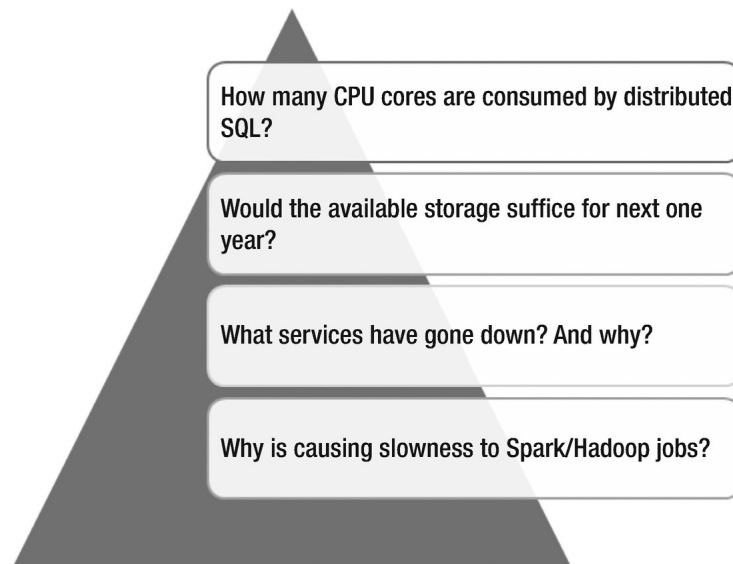 How many CPU cores are consumed by distributed
SQL?
Would the available storage suffice for next one
year?
What services have gone down? And why?
Why is causing slowness to Spark/Hadoop jobs?